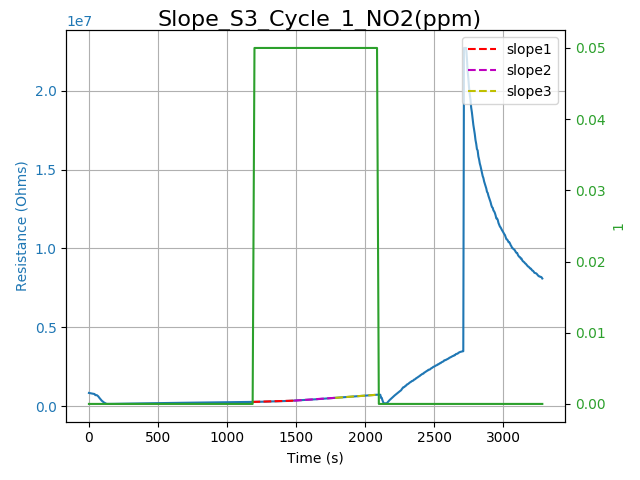 Slope_S3_Cycle_1_NO2(ppm)
1e7
slope1
slope2
slope3
2.0
1.5
1.0
0.5
0.0
Resistance (Ohms)
0.05
0.04
0.03
0.02
0.01
0.00
1
0 500 1000 1500 2000 2500 3000
Time (s)